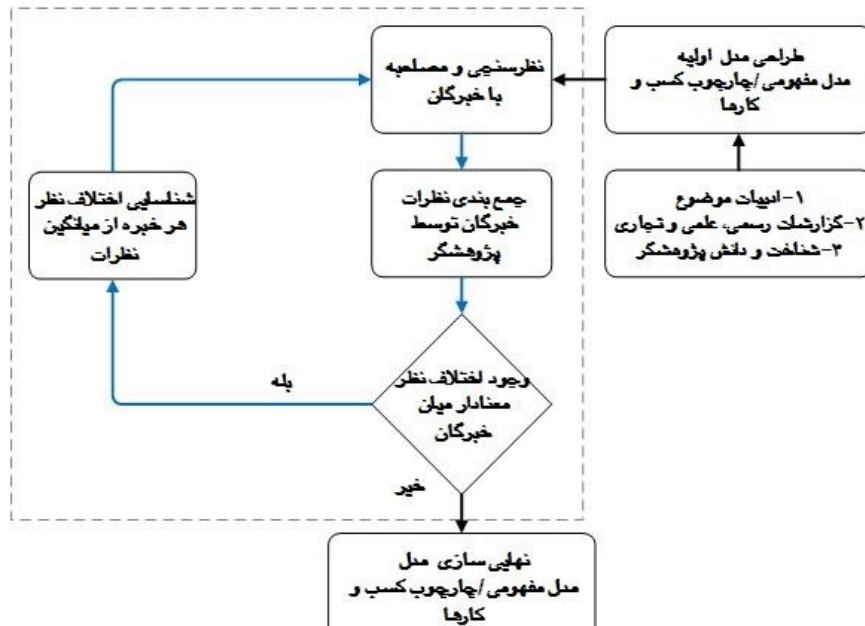 طراحی مدل اولیه
مدل مفهومی /چارچوب کسب و
کارها
۱-ادبیات موضوع
۲-گزارشات رسمی، علمی و تجاری
۳-شناخت و دانش پژوهشگر
نظرسنجی و مصاحبه
با خبرگان
جمع بندی نظرات
خبرگان توسط
پژوهشگر
شناسایی اختلاف نظر
هر خبره از میانگین
نظرات
وجود اختلاف نظر
معنادار میان
خبرگان
بله
خیر
نهایی سازی مدل
مدل مفهومی /چارچوب کسب و
کارها